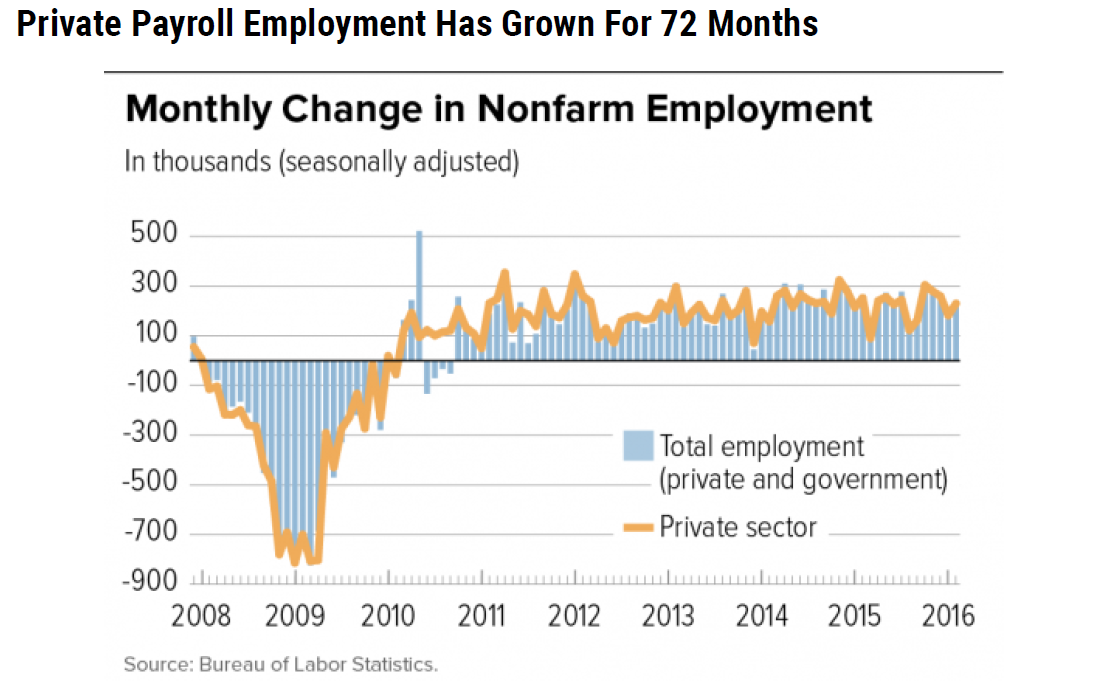 Private Payroll Employment Has Grown For 72 Months
Monthly Change in Nonfarm Employment
In thousands (seasonally adjusted)
500
300
100
-100
-300
-500
-700
-900
Total employment
(private and government)
Private sector
2008 2009 2010 2011 2012 2013 2014 2015 2016
Source: Bureau of Labor Statistics.